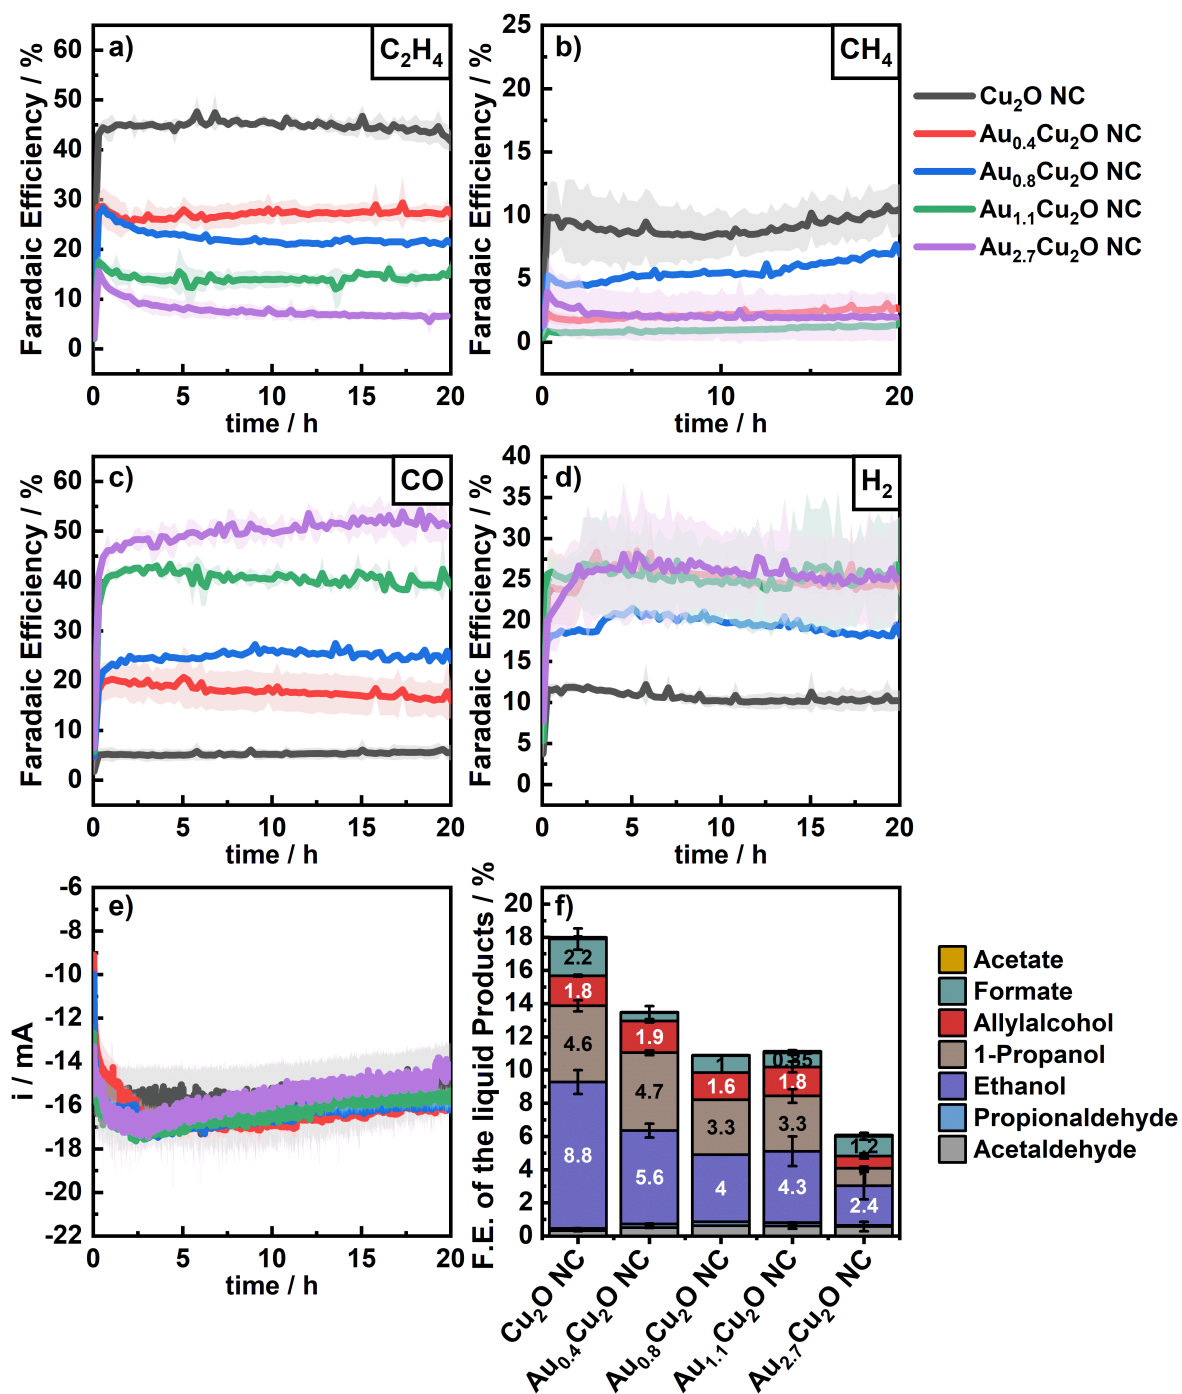 a)
C₂H₄
Faradaic Efficiency / %
60
50
40
30
20
10
0
0 5 10 15 20
time / h
b)
CH₄
Faradaic Efficiency / %
25
20
15
10
5
0
0 5 10 15 20
time / h
Cu₂O NC
Au₀.₄Cu₂O NC
Au₀.₈Cu₂O NC
Au₁.₁Cu₂O NC
Au₂.₇Cu₂O NC
c)
CO
Faradaic Efficiency / %
60
50
40
30
20
10
0
0 5 10 15 20
time / h
d)
H₂
Faradaic Efficiency / %
40
35
30
25
20
15
10
5
0
0 5 10 15 20
time / h
e)
i / mA
-6
-8
-10
-12
-14
-16
-18
-20
-22
0 5 10 15 20
time / h
f)
F.E. of the liquid Products / %
20
18
16
14
12
10
8
6
4
2
0
2.2
1.8
4.6
8.8
1.9
4.7
5.6
1
1.6
3.3
4
0.85
1.8
3.3
4.3
1.2
2.4
Cu₂O NC
Au₀.₄Cu₂O NC
Au₀.₈Cu₂O NC
Au₁.₁Cu₂O NC
Au₂.₇Cu₂O NC
Acetate
Formate
Allylalcohol
1-Propanol
Ethanol
Propionaldehyde
Acetaldehyde